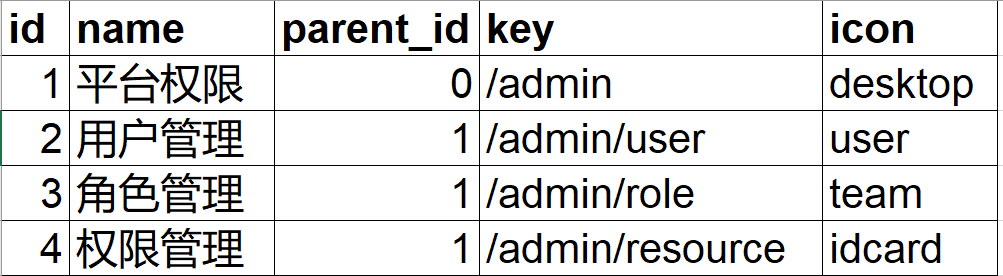 id name parent_id key icon
1 平台权限 0 /admin desktop
2 用户管理 1 /admin/user user
3 角色管理 1 /admin/role team
4 权限管理 1 /admin/resource idcard